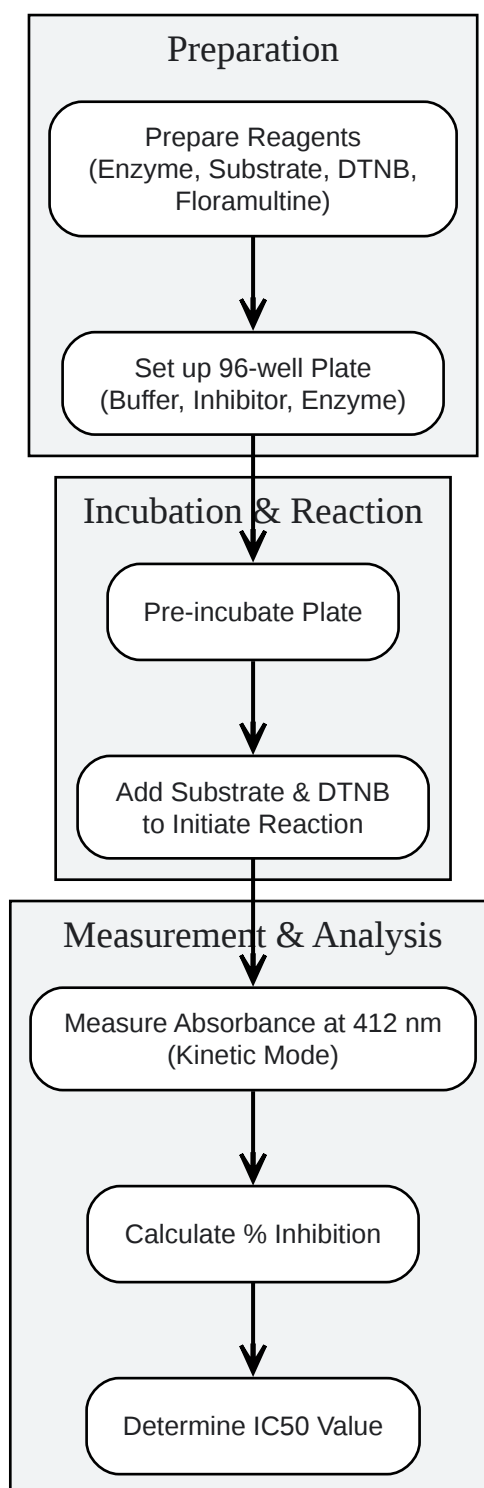 Preparation
Prepare Reagents
(Enzyme, Substrate, DTNB,
Floramultine)
Set up 96-well Plate
(Buffer, Inhibitor, Enzyme)
Incubation & Reaction
Pre-incubate Plate
Add Substrate & DTNB
to Initiate Reaction
Measurement & Analysis
Measure Absorbance at 412 nm
(Kinetic Mode)
Calculate % Inhibition
Determine IC50 Value